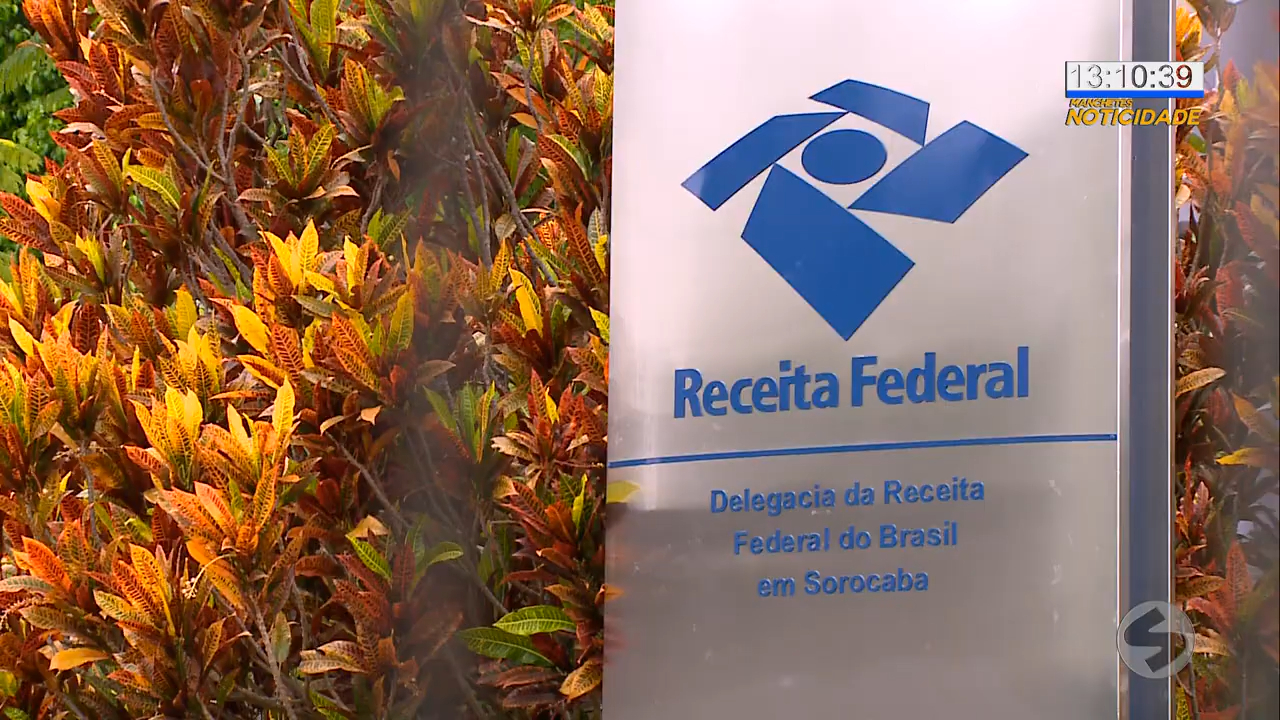 13:10:39
MANCHETES
NOTICIDADE
Receita Federal
Delegacia da Receita
Federal do Brasil
em Sorocaba